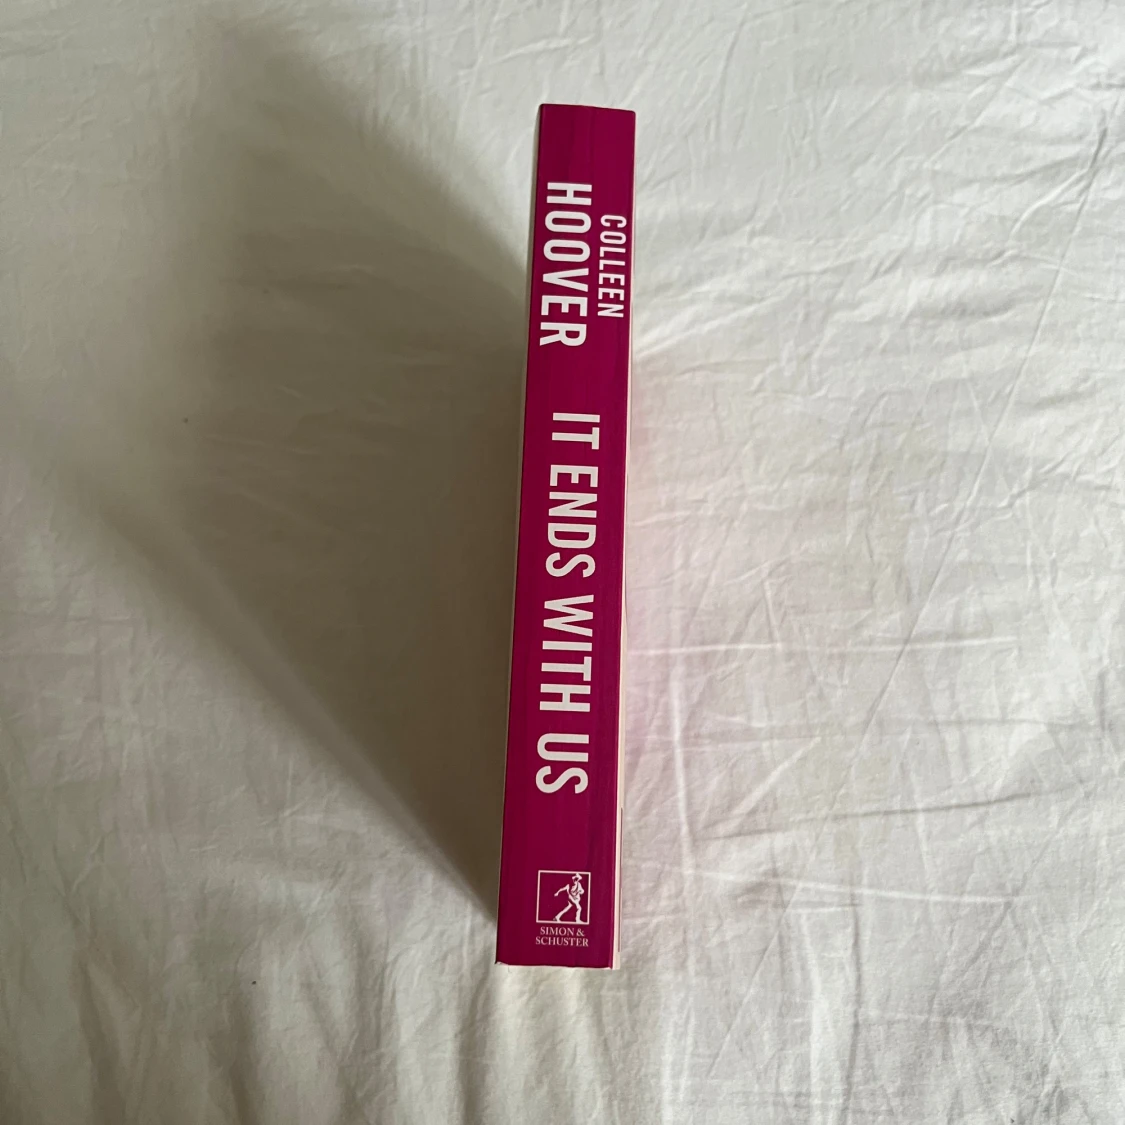 COLLEEN
HOOVER
IT ENDS WITH US
SIMON &
SCHUSTER